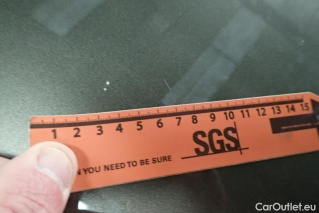 1 2 3 4 5 6 7 8 9 10 11 12 13 14 15
N YOU NEED TO BE SURE
SGS
CarOutlet.eu